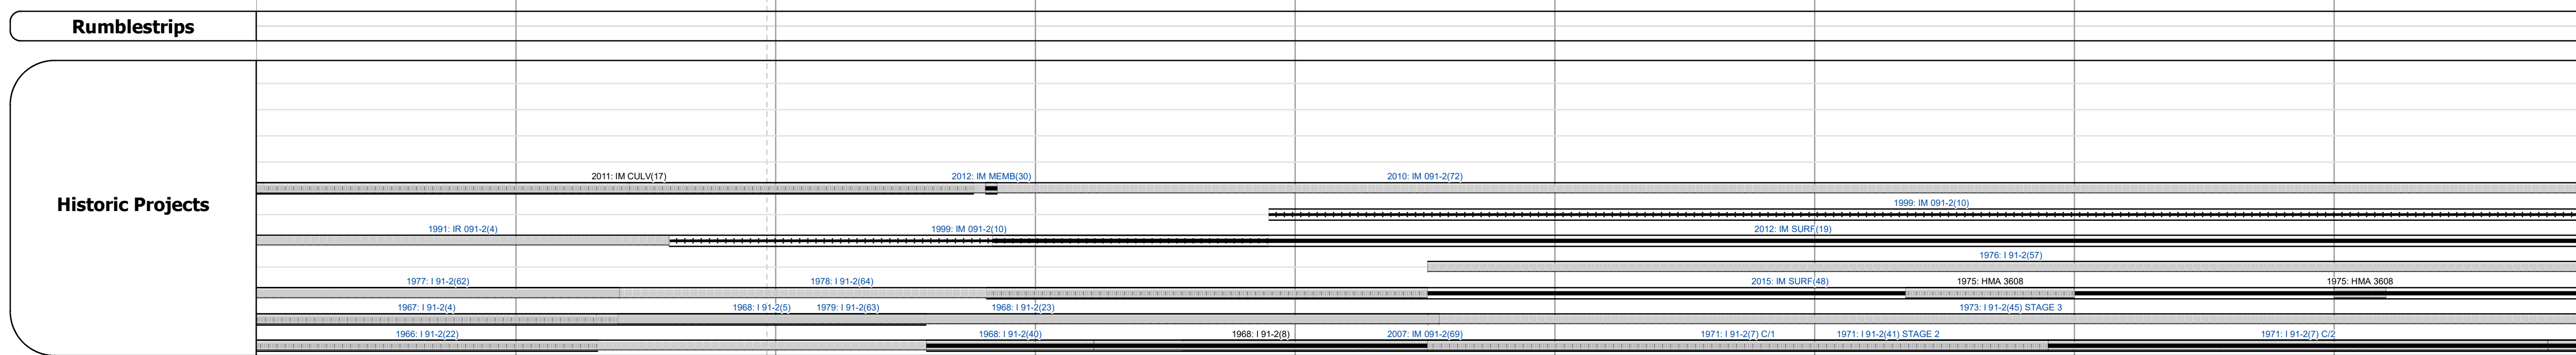 Rumblestrips
2011: IM CULV(17) 2012: IM MEMB(30) 2010: IM 091-2(72)
Historic Projects
1999: IM 091-2(10)
1991: IR 091-2(4) 1999: IM 091-2(10) 2012: IM SURF(19)
1976: I 91-2(57)
1977: I 91-2(62) 1978: I 91-2(64) 2015: IM SURF(48) 1975: HMA 3608 1975: HMA 3608
1967: I 91-2(4) 1968: I 91-2(5) 1979: I 91-2(63) 1968: I 91-2(23) 1973: I 91-2(45) STAGE 3
1966: I 91-2(22) 1968: I 91-2(40) 1968: I 91-2(8) 2007: IM 091-2(69) 1971: I 91-2(7) C/1 1971: I 91-2(41) STAGE 2 1971: I 91-2(7) C/2